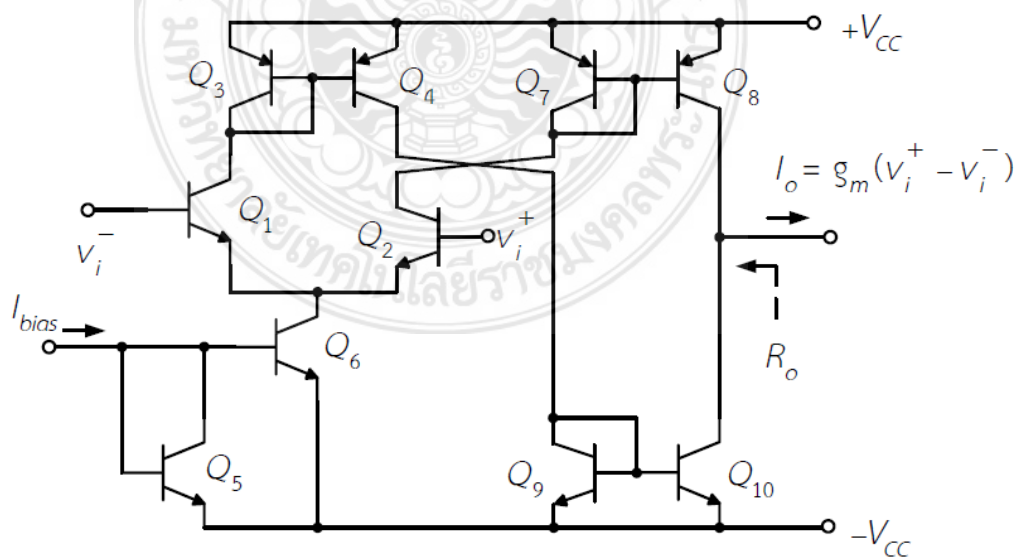 +V_CC
Q_3
Q_4
Q_7
Q_8
I_o = g_m(v_i^+ − v_i^−)
Q_1
Q_2
v_i^+
v_i^−
I_bias
Q_6
R_o
Q_5
Q_9
Q_10
−V_CC